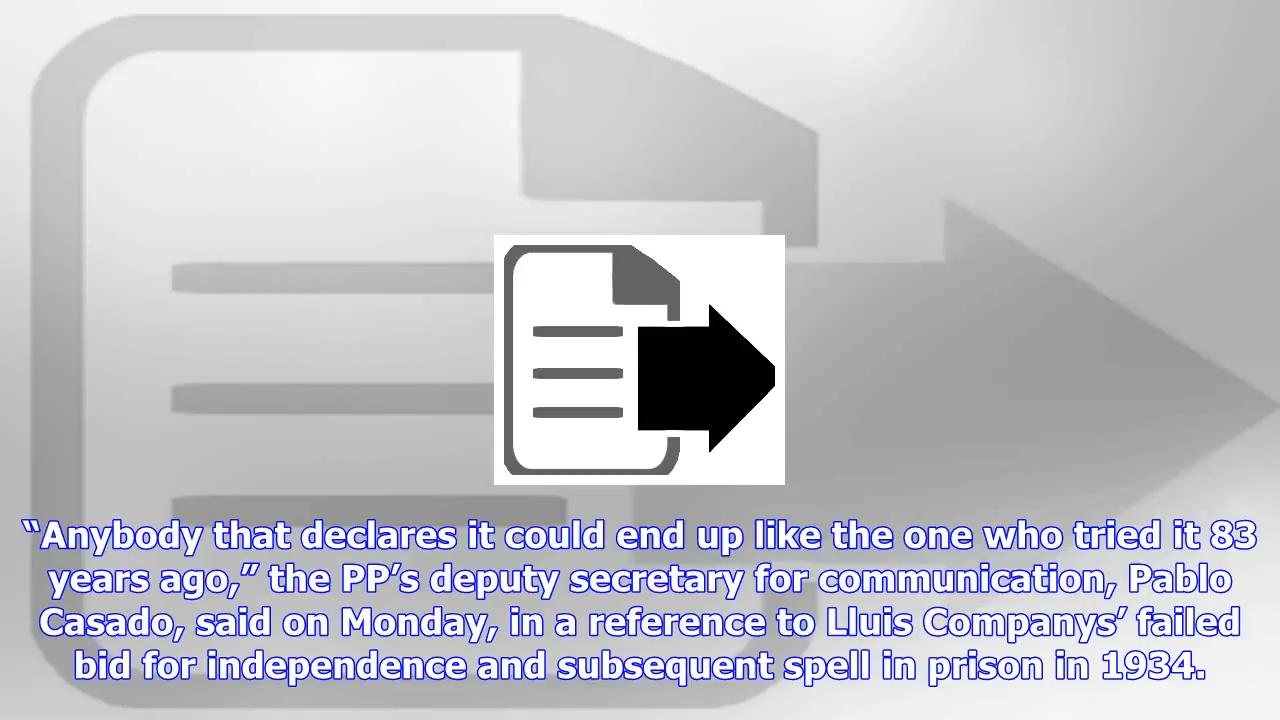 “Anybody that declares it could end up like the one who tried it 83
years ago,” the PP’s deputy secretary for communication, Pablo
Casado, said on Monday, in a reference to Lluis Companys’ failed
bid for independence and subsequent spell in prison in 1934.